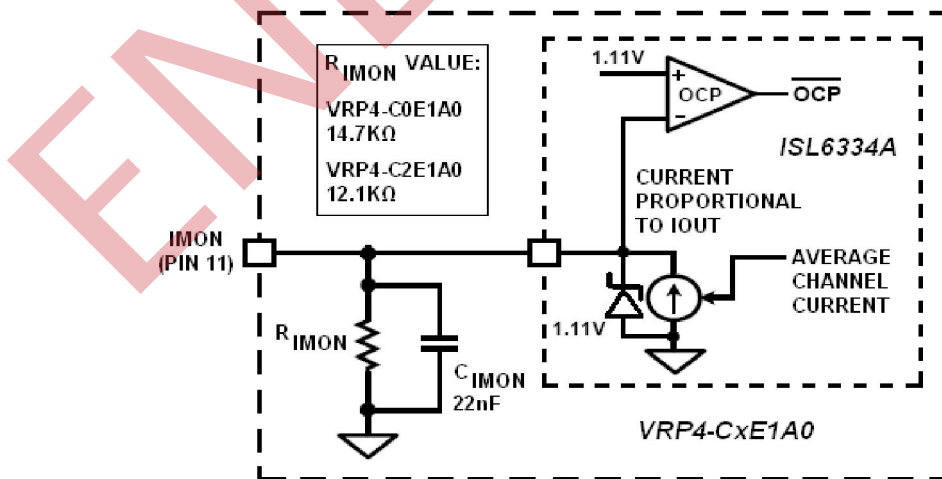 R IMON VALUE:
VRP4-C0E1A0
14.7KΩ
VRP4-C2E1A0
12.1KΩ
1.11V
+
OCP
−
OCP
ISL6334A
CURRENT
PROPORTIONAL
TO IOUT
IMON
(PIN 11)
AVERAGE
CHANNEL
CURRENT
1.11V
R IMON
C IMON
22nF
VRP4-CxE1A0